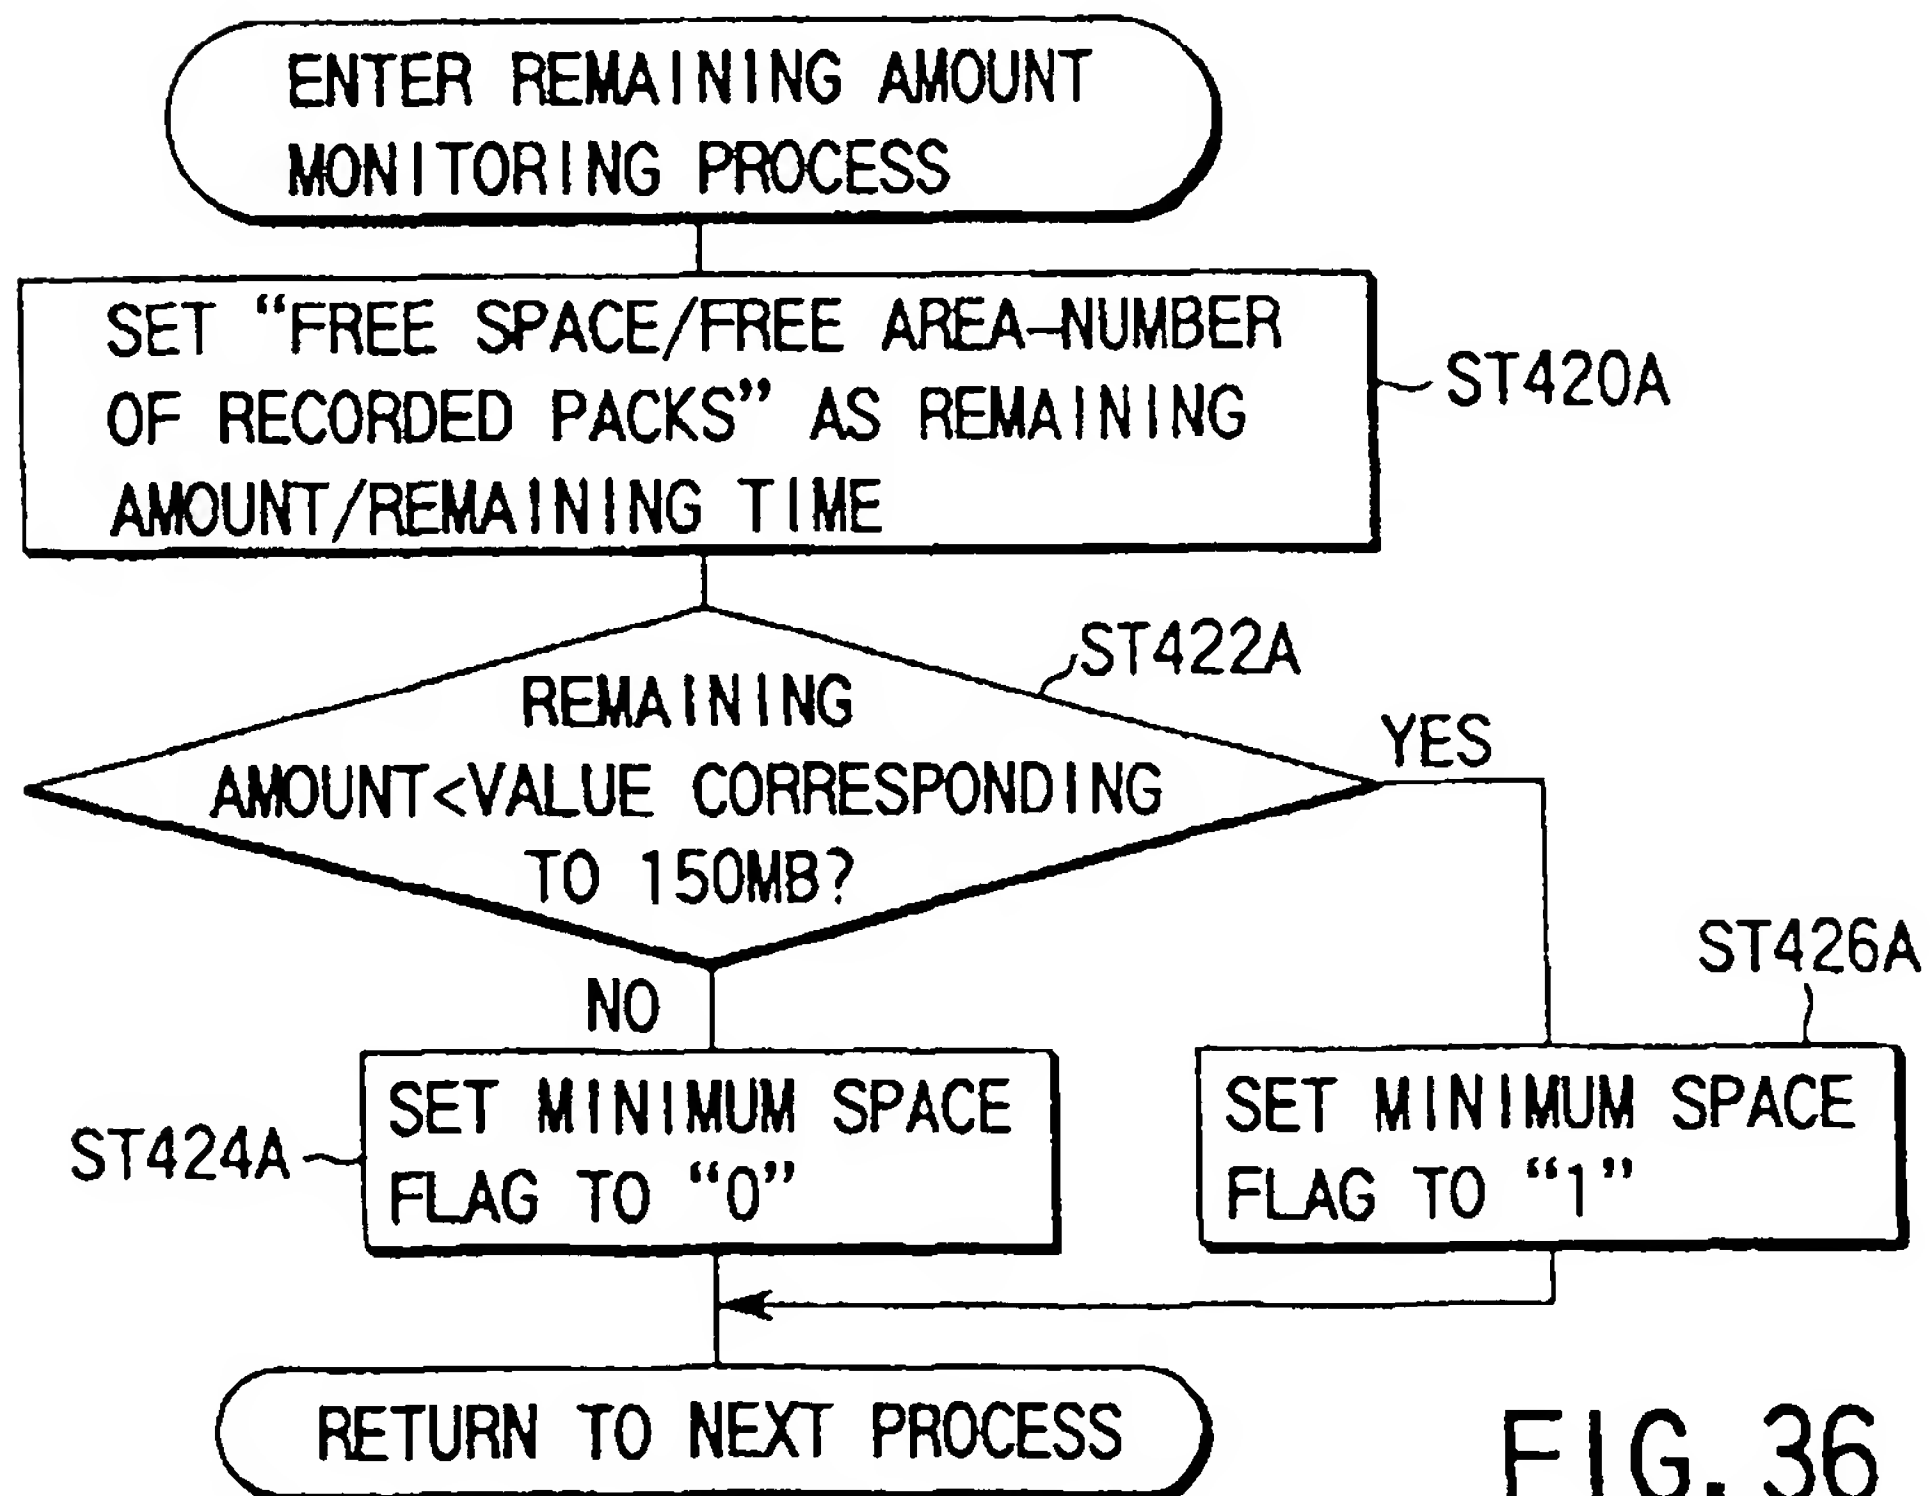 ENTER REMAINING AMOUNT
MONITORING PROCESS
SET “FREE SPACE/FREE AREA–NUMBER
OF RECORDED PACKS” AS REMAINING
AMOUNT/REMAINING TIME
ST420A
ST422A
REMAINING
AMOUNT<VALUE CORRESPONDING
TO 150MB?
YES
NO
ST426A
ST424A
SET MINIMUM SPACE
FLAG TO “0”
SET MINIMUM SPACE
FLAG TO “1”
RETURN TO NEXT PROCESS
FIG. 36